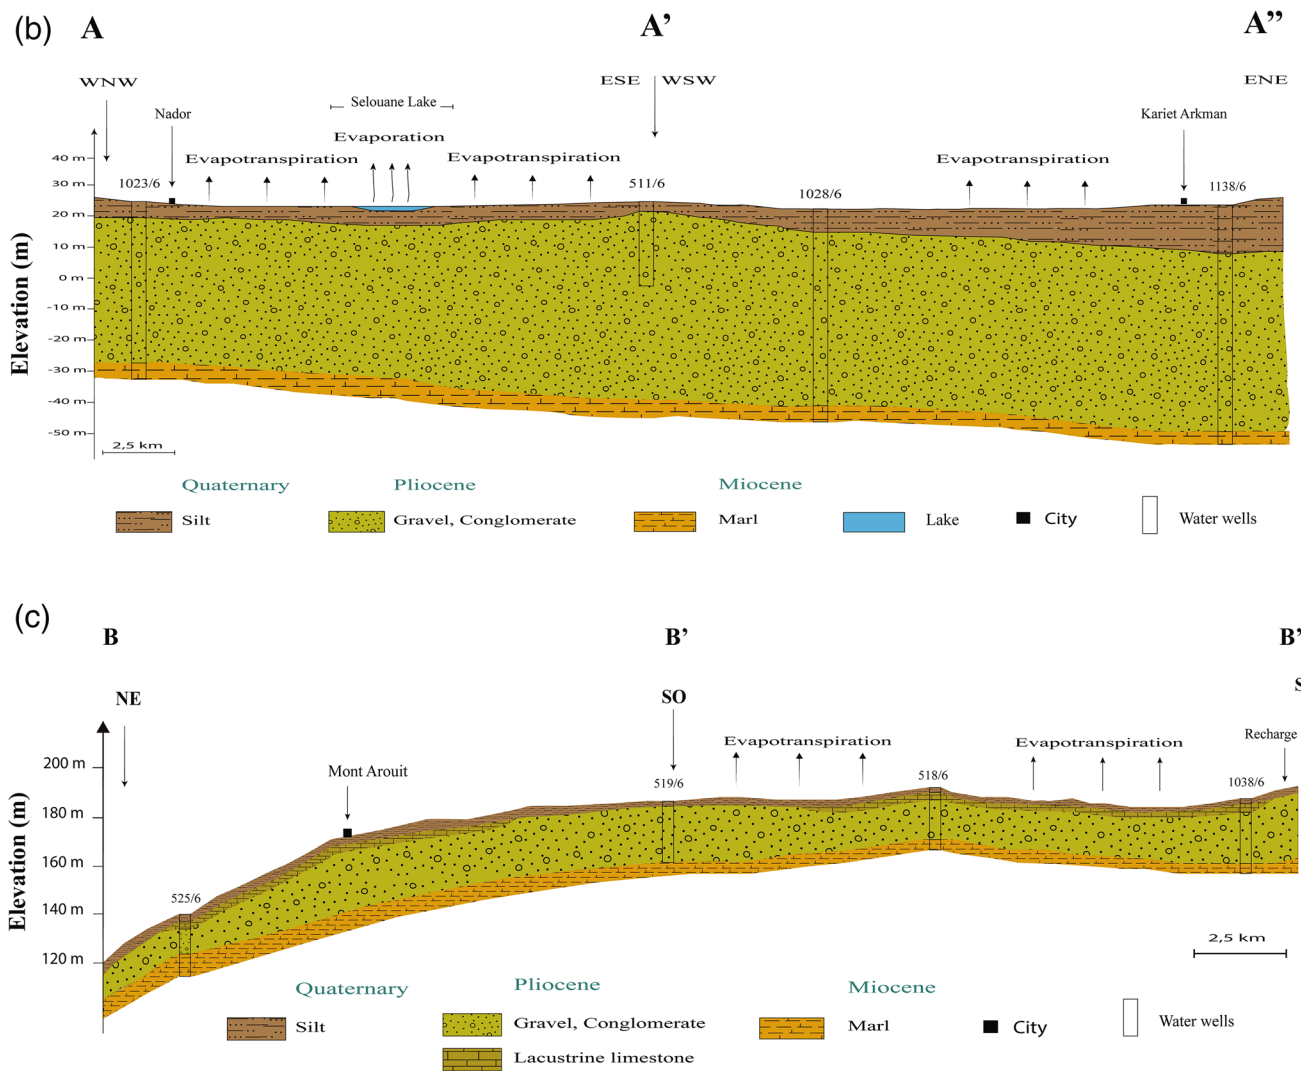 (b) A A’ A’’
WNW ESE WSW ENE
Selouane Lake
Nador Kariet Arkman
Evaporation
Evapotranspiration Evapotranspiration Evapotranspiration
1023/6 511/6 1028/6 1138/6
Elevation (m)
40 m
30 m
20 m
10 m
0 m
-10 m
-20 m
-30 m
-40 m
-50 m
2,5 km
Quaternary Pliocene Miocene
Silt Gravel, Conglomerate Marl Lake City Water wells
(c)
B B’ B’
NE SO S
Evapotranspiration Evapotranspiration Recharge
Mont Arouit
525/6 519/6 518/6 1038/6
Elevation (m)
200 m
180 m
160 m
140 m
120 m
2,5 km
Quaternary Pliocene Miocene
Silt Gravel, Conglomerate Marl City Water wells
Lacustrine limestone